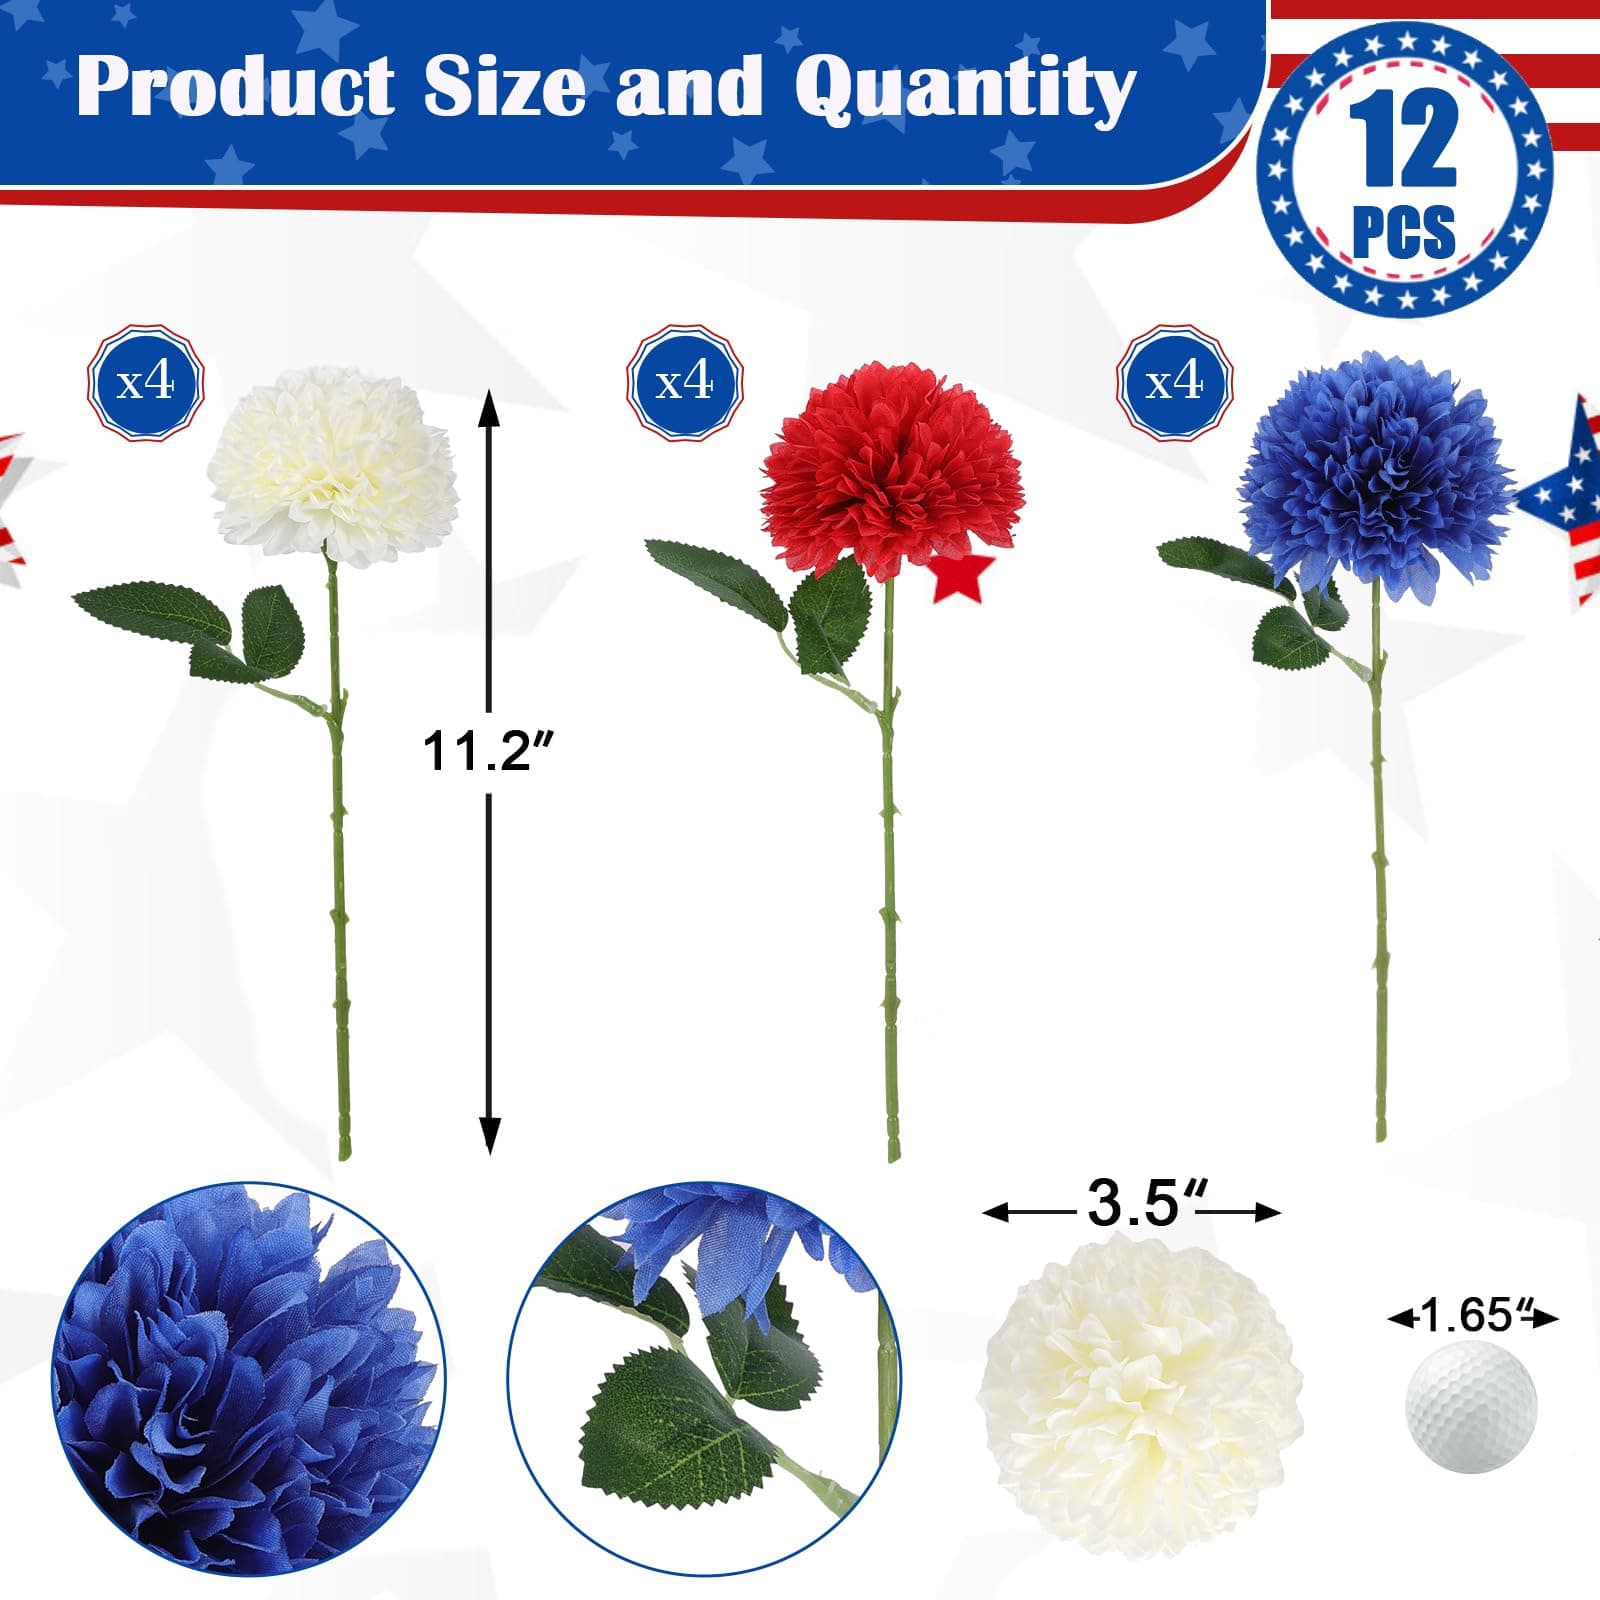 Product Size and Quantity
12
PCS
x4
x4
x4
11.2"
3.5"
1.65"